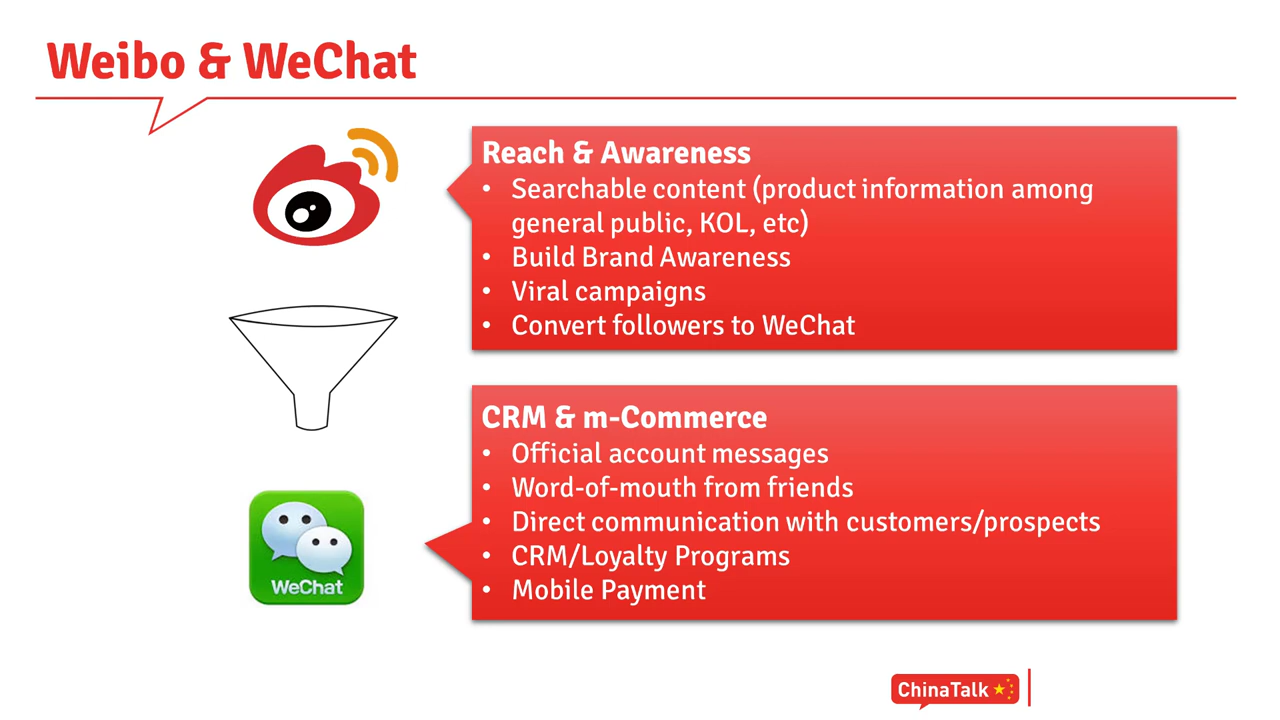 Weibo & WeChat
Reach & Awareness
• Searchable content (product information among
general public, KOL, etc)
• Build Brand Awareness
• Viral campaigns
• Convert followers to WeChat
CRM & m-Commerce
• Official account messages
• Word-of-mouth from friends
• Direct communication with customers/prospects
• CRM/Loyalty Programs
• Mobile Payment
WeChat
ChinaTalk